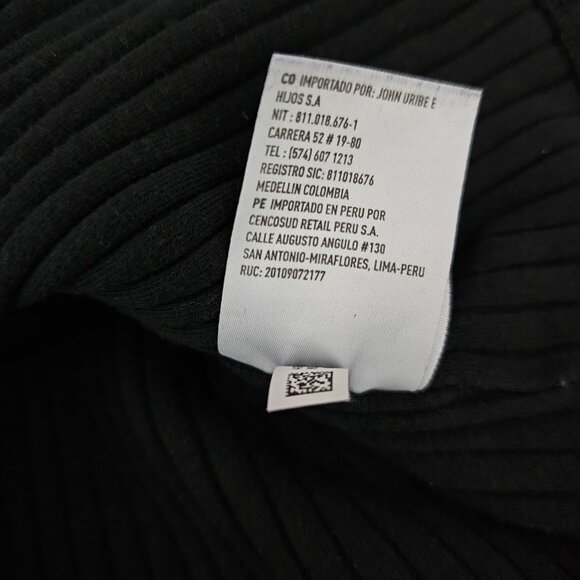 CO IMPORTADO POR: JOHN URIBE E
HIJOS S.A
NIT : 811.018.676-1
CARRERA 52 # 19-80
TEL : (574) 607 1213
REGISTRO SIC: 811018676
MEDELLIN COLOMBIA
PE IMPORTADO EN PERU POR
CENCOSUD RETAIL PERU S.A.
CALLE AUGUSTO ANGULO #130
SAN ANTONIO-MIRAFLORES, LIMA-PERU
RUC: 20109072177